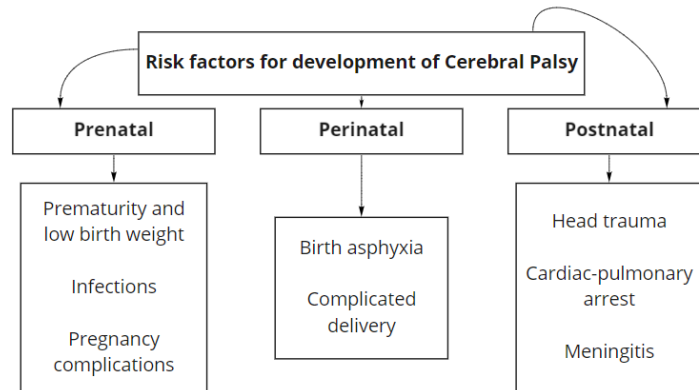 Risk factors for development of Cerebral Palsy
Prenatal
Perinatal
Postnatal
Prematurity and
low birth weight
Infections
Pregnancy
complications
Birth asphyxia
Complicated
delivery
Head trauma
Cardiac-pulmonary
arrest
Meningitis